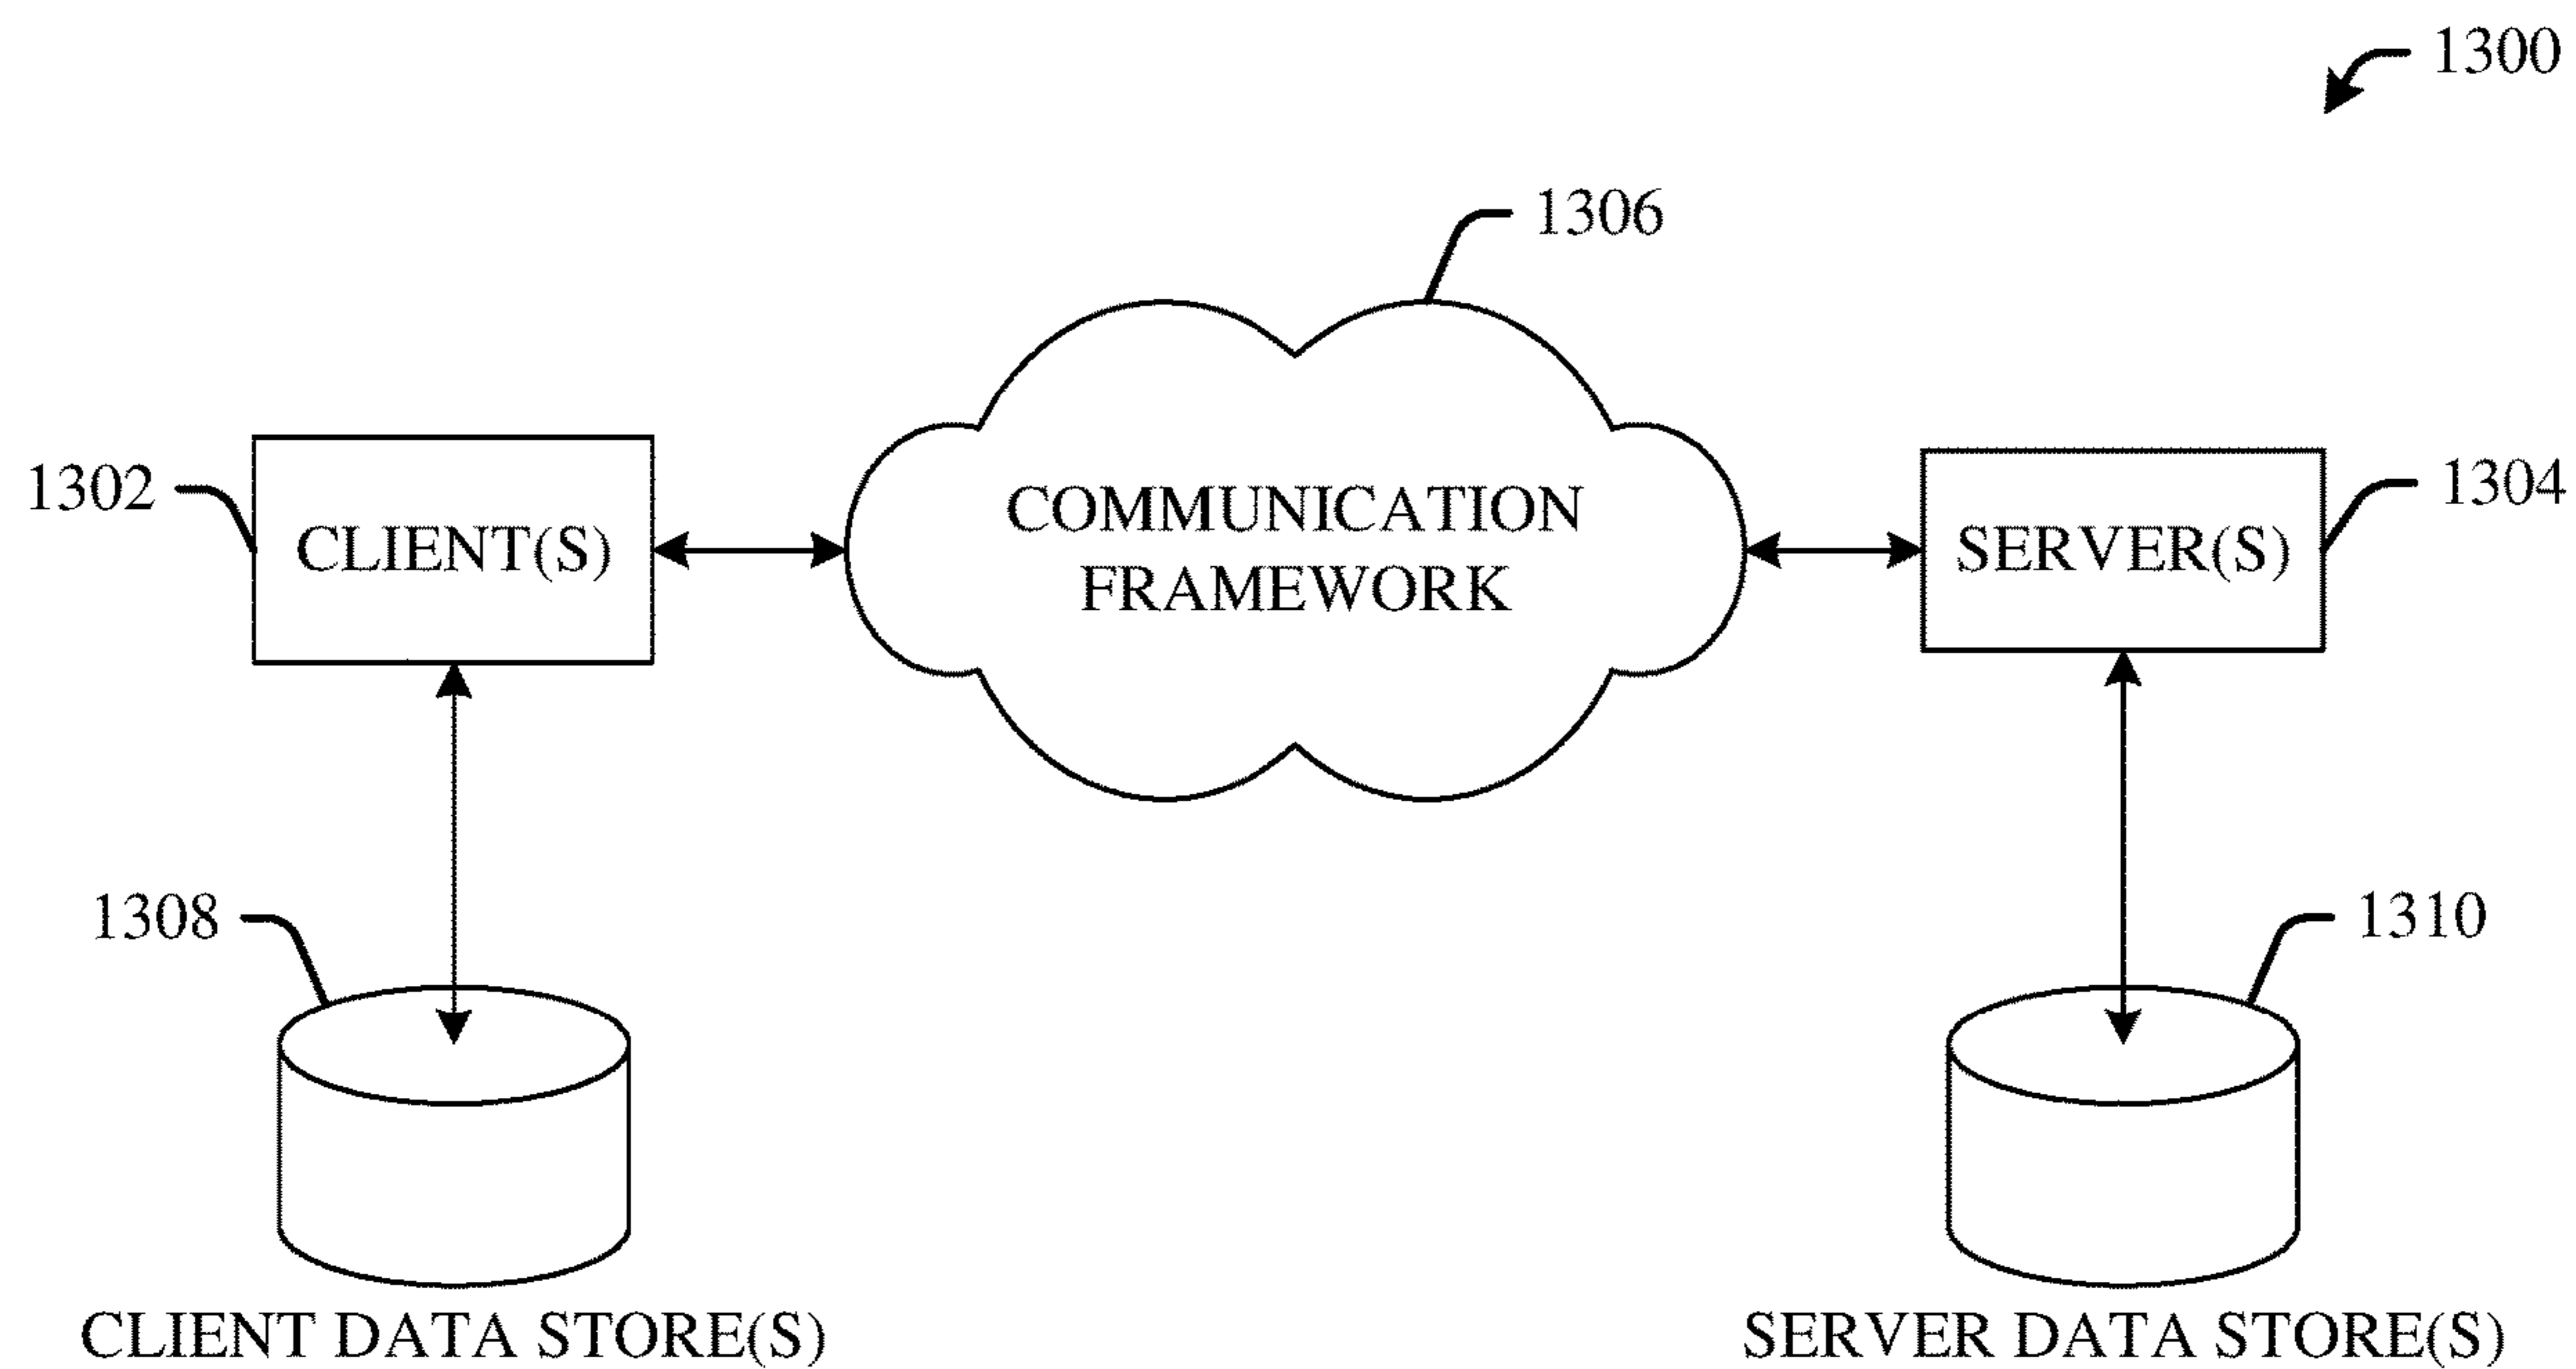 1300
1306
1302
CLIENT(S)
COMMUNICATION
FRAMEWORK
SERVER(S)
1304
1308
1310
CLIENT DATA STORE(S)
SERVER DATA STORE(S)